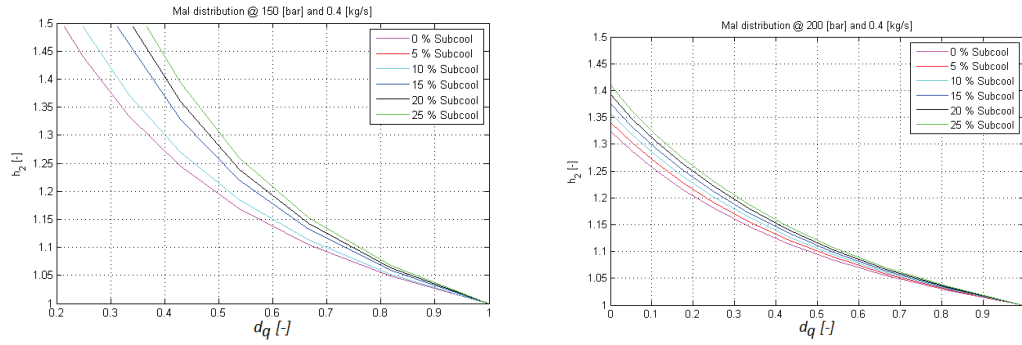 Mal distribution @ 150 [bar] and 0.4 [kg/s]
1.5
1.45
1.4
1.35
1.3
1.25
1.2
1.15
1.1
1.05
1
h_2 [-]
0 % Subcool
5 % Subcool
10 % Subcool
15 % Subcool
20 % Subcool
25 % Subcool
0.2 0.3 0.4 0.5 0.6 0.7 0.8 0.9 1
d_q [-]
Mal distribution @ 200 [bar] and 0.4 [kg/s]
1.5
1.45
1.4
1.35
1.3
1.25
1.2
1.15
1.1
1.05
1
h_2 [-]
0 % Subcool
5 % Subcool
10 % Subcool
15 % Subcool
20 % Subcool
25 % Subcool
0 0.1 0.2 0.3 0.4 0.5 0.6 0.7 0.8 0.9 1
d_q [-]